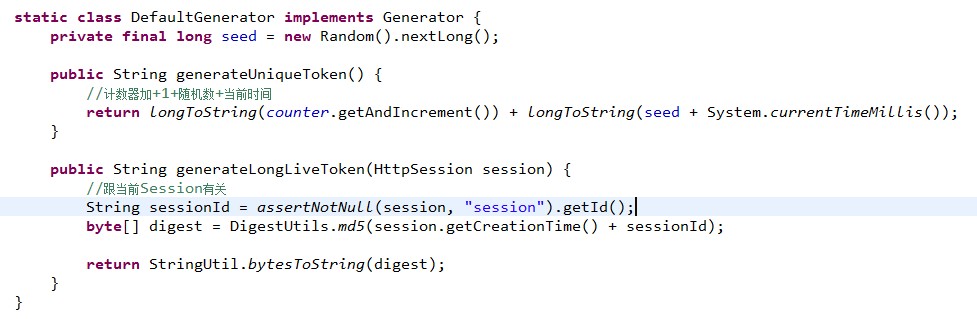 static class DefaultGenerator implements Generator {
    private final long seed = new Random().nextLong();

    public String generateUniqueToken() {
        //计数器加+1+随机数+当前时间
        return longToString(counter.getAndIncrement()) + longToString(seed + System.currentTimeMillis());
    }

    public String generateLongLiveToken(HttpSession session) {
        //跟当前Session有关
        String sessionId = assertNotNull(session, "session").getId();
        byte[] digest = DigestUtils.md5(session.getCreationTime() + sessionId);

        return StringUtil.bytesToString(digest);
    }
}